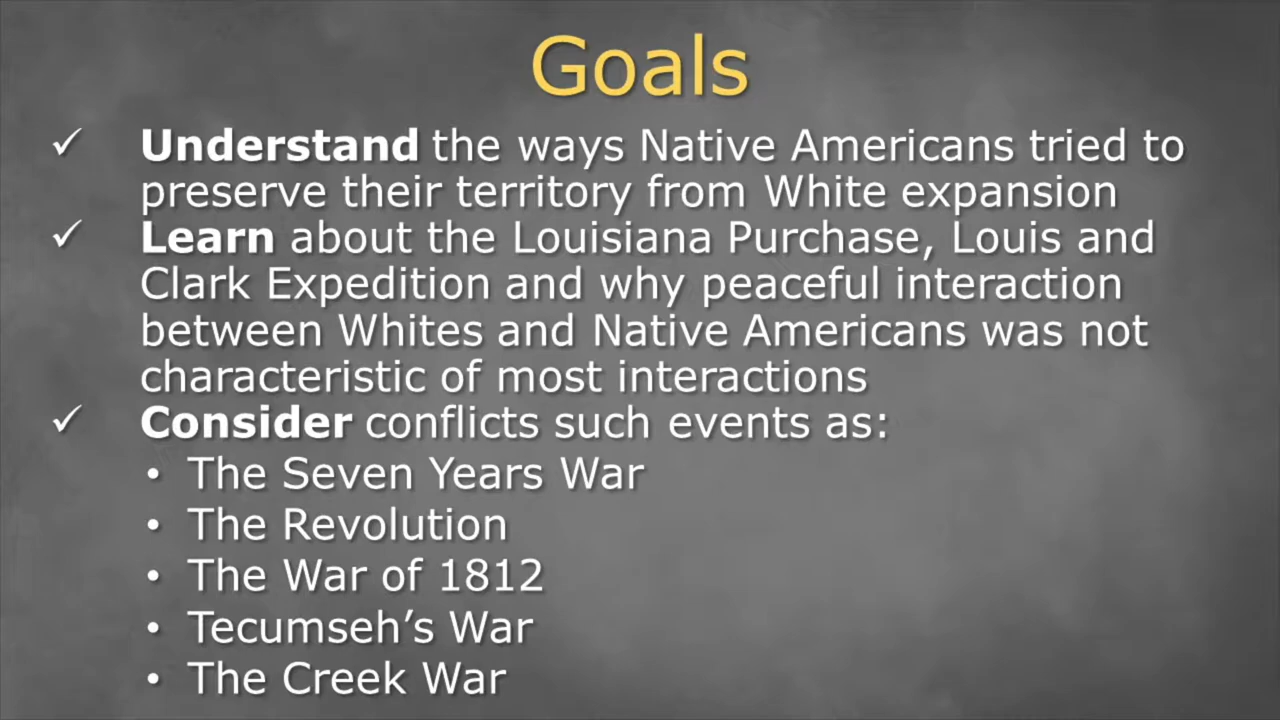 Goals
✓ Understand the ways Native Americans tried to
preserve their territory from White expansion
✓ Learn about the Louisiana Purchase, Louis and
Clark Expedition and why peaceful interaction
between Whites and Native Americans was not
characteristic of most interactions
✓ Consider conflicts such events as:
• The Seven Years War
• The Revolution
• The War of 1812
• Tecumseh’s War
• The Creek War